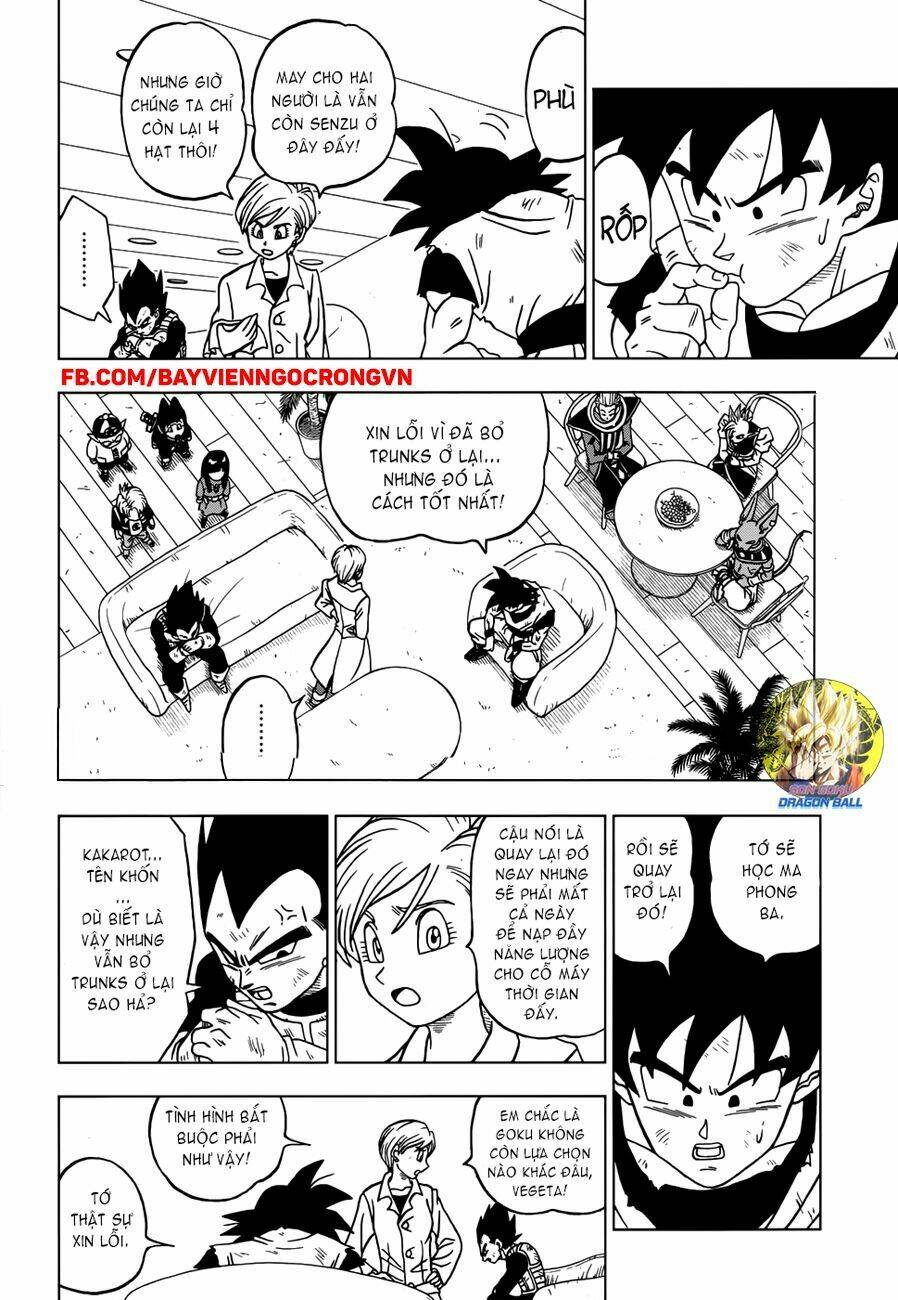 RỐP
PHÙ
MAY CHO HAI
NGƯỜI LÀ VẪN
CÒN SENZU Ở
ĐÂY ĐẤY!
NHƯNG GIỜ
CHÚNG TA CHỈ
CÒN LẠI 4
HẠT THÔI!
.......
FB.COM/BAYVIENNGOCRONGVN
XIN LỖI VÌ ĐÃ BỎ
TRUNKS Ở LẠI...
NHƯNG ĐÓ LÀ
CÁCH TỐT NHẤT!
.......
SON GOKU
DRAGON BALL
TỚ SẼ
HỌC MA
PHONG
BA.
RỒI SẼ
QUAY
TRỞ LẠI
ĐÓ!
CẬU NÓI LÀ
QUAY LẠI ĐÓ
NGAY NHƯNG
SẼ PHẢI MẤT
CẢ NGÀY
ĐỂ NẠP ĐẦY
NĂNG LƯỢNG
CHO CỖ MÁY
THỜI GIAN
ĐẤY.
KAKAROT...
TÊN KHỐN
...
DÙ BIẾT LÀ
VẬY NHƯNG
VẪN BỎ
TRUNKS Ở LẠI
SAO HẢ?
EM CHẮC LÀ
GOKU KHÔNG
CÒN LỰA CHỌN
NÀO KHÁC ĐÂU,
VEGETA!
TÌNH HÌNH BẮT
BUỘC PHẢI
NHƯ VẬY!
TỚ
THẬT SỰ
XIN LỖI.